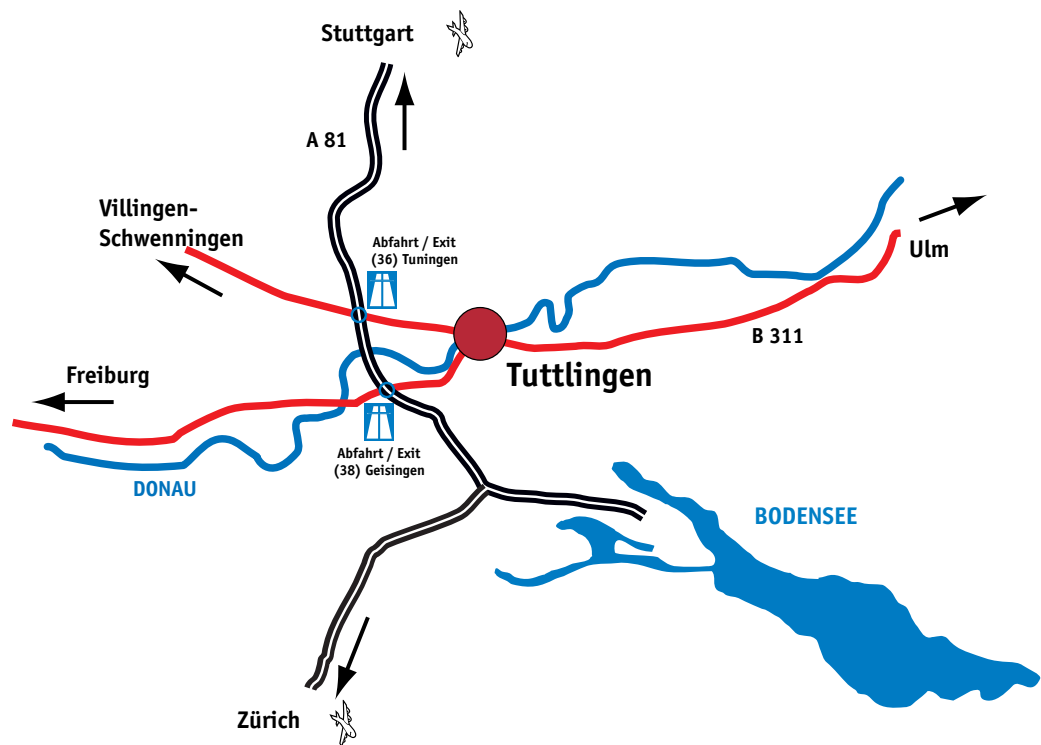 Stuttgart
A 81
Villingen-
Schwenningen
Abfahrt / Exit
(36) Tuningen
Ulm
B 311
Tuttlingen
Freiburg
Abfahrt / Exit
(38) Geisingen
DONAU
BODENSEE
Zürich